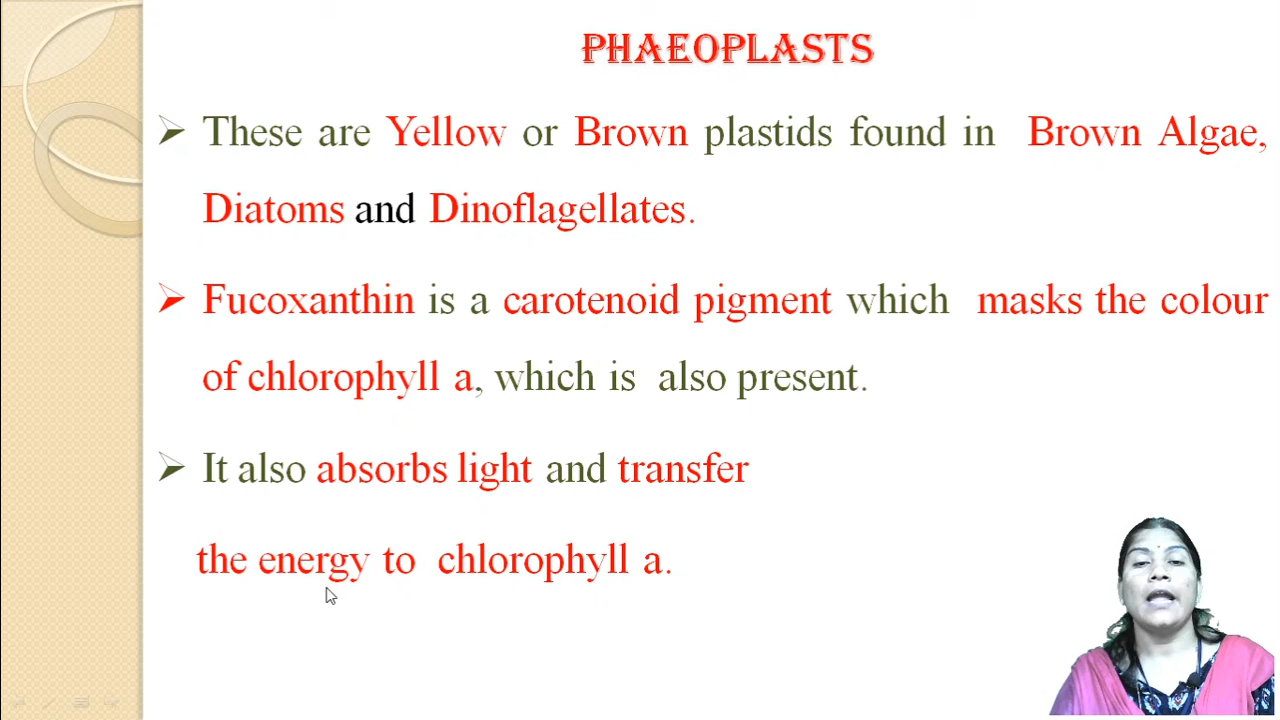 PHAEOPLASTS
➢ These are Yellow or Brown plastids found in Brown Algae,
Diatoms and Dinoflagellates.
➢ Fucoxanthin is a carotenoid pigment which masks the colour
of chlorophyll a, which is also present.
➢ It also absorbs light and transfer
the energy to chlorophyll a.